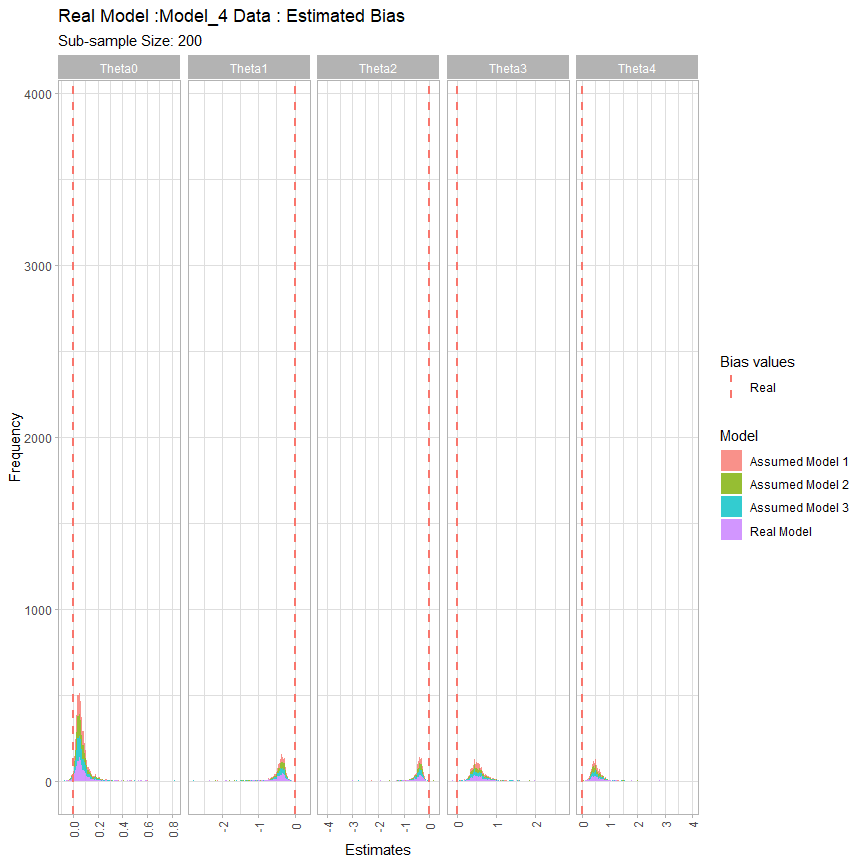 Real Model :Model_4 Data : Estimated Bias
Sub-sample Size: 200
Theta0 Theta1 Theta2 Theta3 Theta4
4000
3000
2000
1000
0
Frequency
0.0 0.2 0.4 0.6 0.8 -2 -1 0 -4 -3 -2 -1 0 0 1 2 0 1 2 3 4
Estimates
Bias values
Real
Model
Assumed Model 1
Assumed Model 2
Assumed Model 3
Real Model